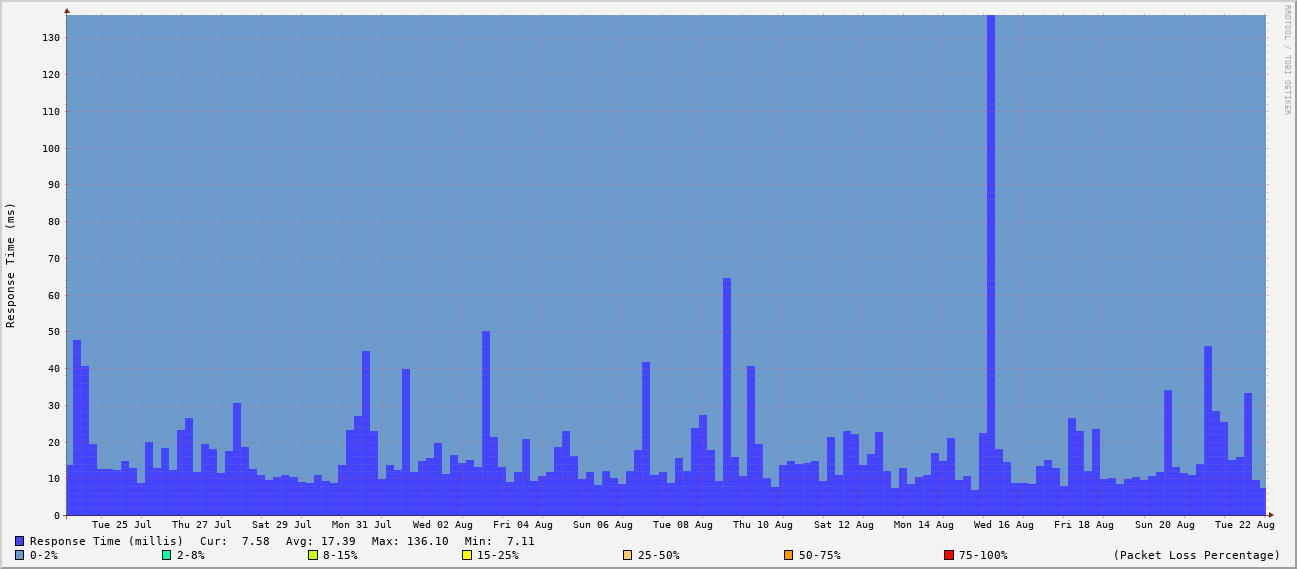 RRDTOOL / TOBI OETIKER
Response Time (ms)
130
120
110
100
90
80
70
60
50
40
30
20
10
0
Tue 25 Jul Thu 27 Jul Sat 29 Jul Mon 31 Jul Wed 02 Aug Fri 04 Aug Sun 06 Aug Tue 08 Aug Thu 10 Aug Sat 12 Aug Mon 14 Aug Wed 16 Aug Fri 18 Aug Sun 20 Aug Tue 22 Aug
Response Time (millis) Cur: 7.58 Avg: 17.39 Max: 136.10 Min: 7.11
0-2% 2-8% 8-15% 15-25% 25-50% 50-75% 75-100% (Packet Loss Percentage)